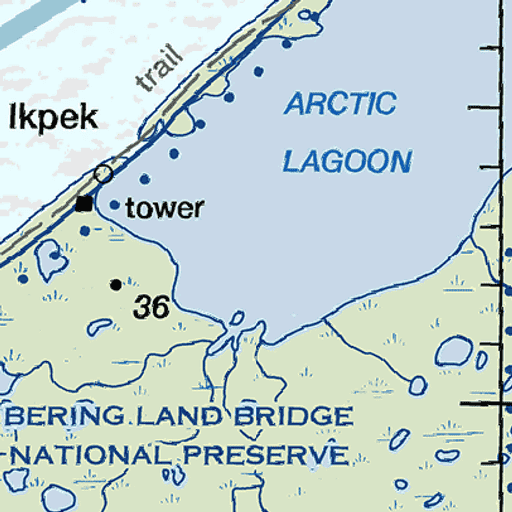 trail
Ikpek
ARCTIC
LAGOON
tower
36
BERING LAND BRIDGE
NATIONAL PRESERVE